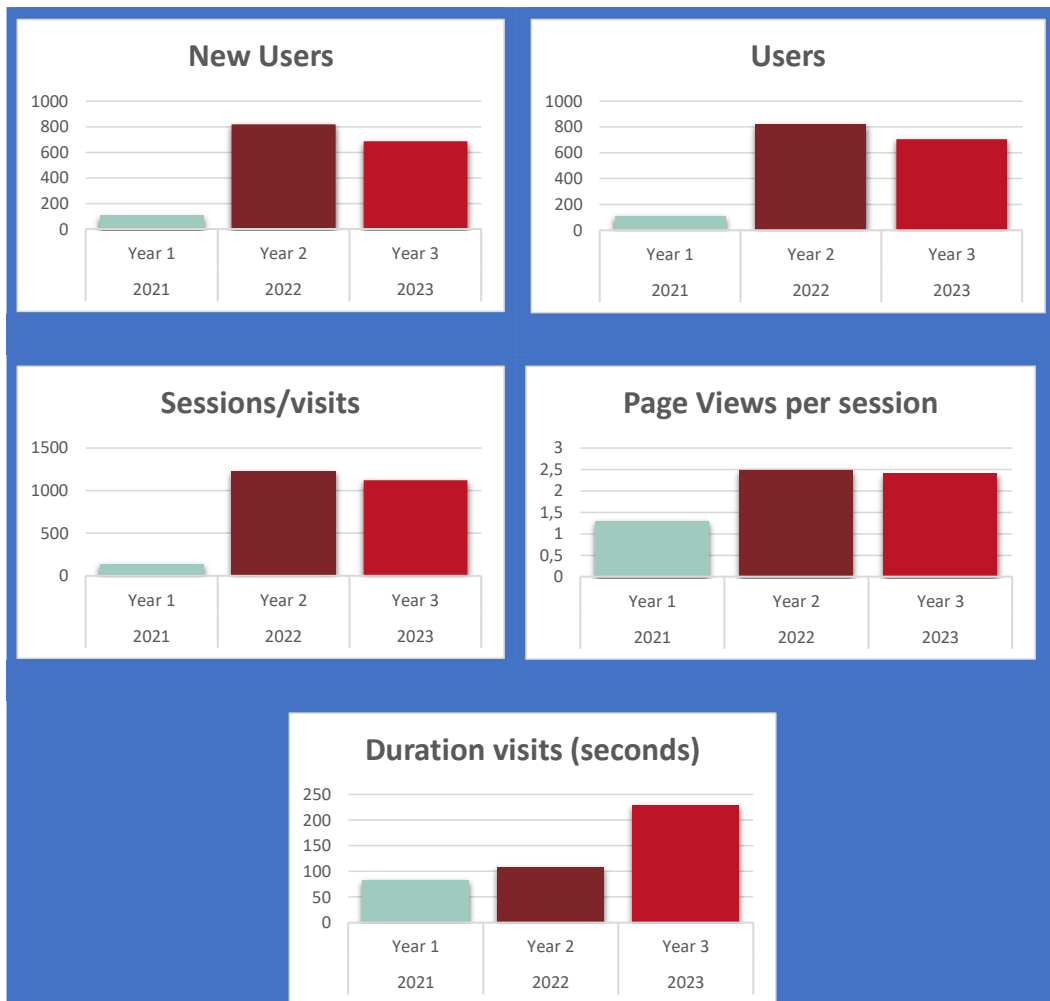 New Users
1000
800
600
400
200
0
Year 1 Year 2 Year 3
2021 2022 2023
Users
1000
800
600
400
200
0
Year 1 Year 2 Year 3
2021 2022 2023
Sessions/visits
1500
1000
500
0
Year 1 Year 2 Year 3
2021 2022 2023
Page Views per session
3
2,5
2
1,5
1
0,5
0
Year 1 Year 2 Year 3
2021 2022 2023
Duration visits (seconds)
250
200
150
100
50
0
Year 1 Year 2 Year 3
2021 2022 2023